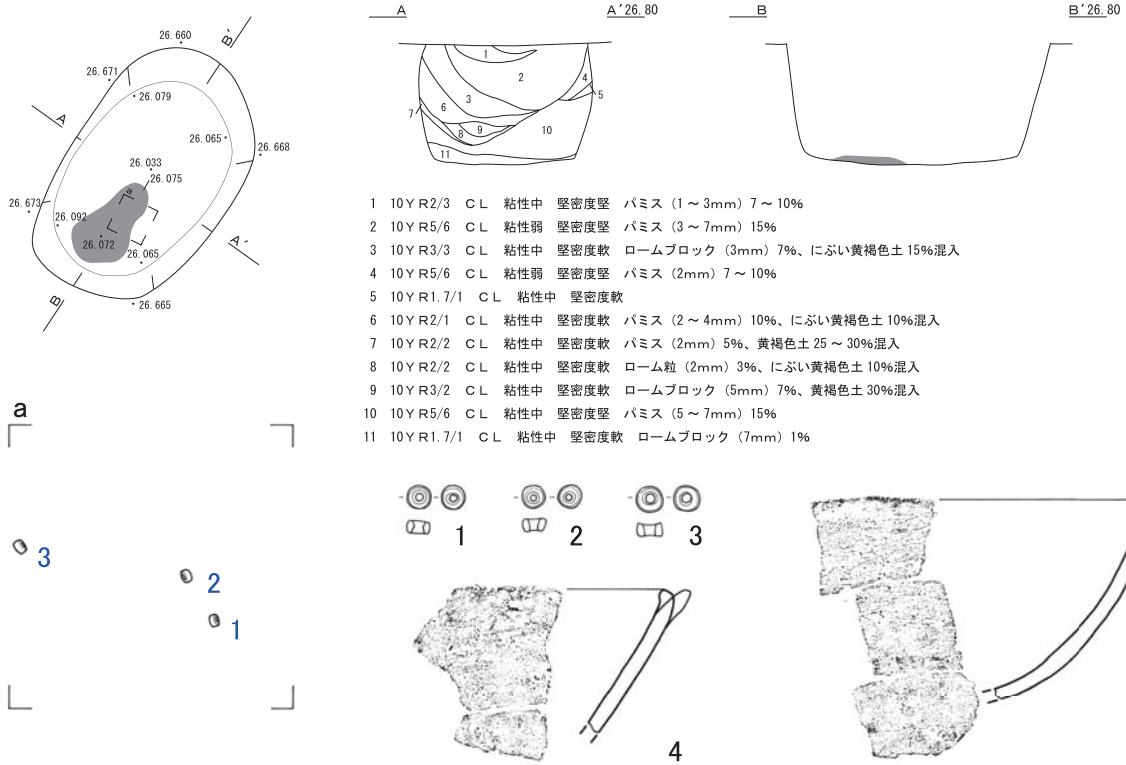 A
A´26.80
B
B´26.80
26.660
B´
26.671
26.079
A
26.065
26.668
26.033
26.075
a
26.673
26.092
26.072
26.065
A´
B
26.665
1
2
3
4
5
6
7
8
9
10
11
1 10YR2/3 CL 粘性中 堅密度堅 パミス（1～3mm）7～10%
2 10YR5/6 CL 粘性弱 堅密度堅 パミス（3～7mm）15%
3 10YR3/3 CL 粘性中 堅密度軟 ロームブロック（3mm）7%、にぶい黄褐色土15%混入
4 10YR5/6 CL 粘性弱 堅密度堅 パミス（2mm）7～10%
5 10YR1.7/1 CL 粘性中 堅密度軟
6 10YR2/1 CL 粘性中 堅密度軟 パミス（2～4mm）10%、にぶい黄褐色土10%混入
7 10YR2/2 CL 粘性中 堅密度軟 パミス（2mm）5%、黄褐色土25～30%混入
8 10YR2/2 CL 粘性中 堅密度軟 ローム粒（2mm）3%、にぶい黄褐色土10%混入
9 10YR3/2 CL 粘性中 堅密度軟 ロームブロック（5mm）7%、黄褐色土30%混入
10 10YR5/6 CL 粘性中 堅密度堅 パミス（5～7mm）15%
11 10YR1.7/1 CL 粘性中 堅密度軟 ロームブロック（7mm）1%
a
3
2
1
1
2
3
4